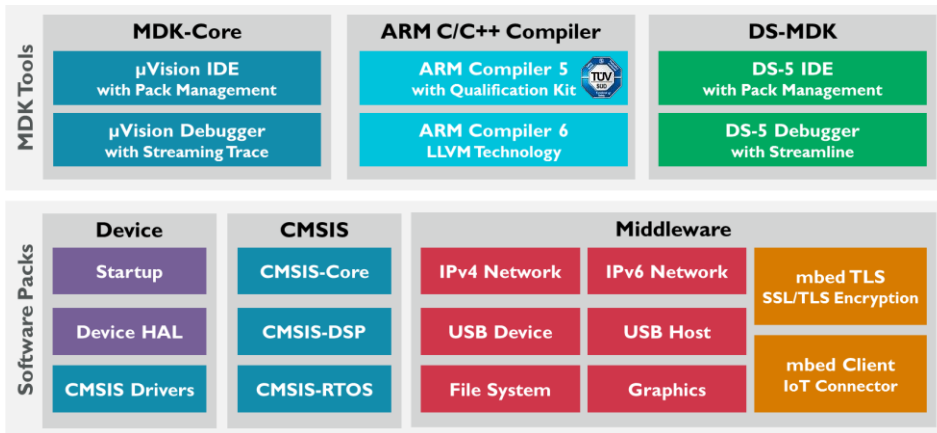 MDK Tools
MDK-Core
µVision IDE
with Pack Management
µVision Debugger
with Streaming Trace
ARM C/C++ Compiler
ARM Compiler 5
with Qualification Kit
TÜV
SÜD
ARM Compiler 6
LLVM Technology
DS-MDK
DS-5 IDE
with Pack Management
DS-5 Debugger
with Streamline
Software Packs
Device
Startup
Device HAL
CMSIS Drivers
CMSIS
CMSIS-Core
CMSIS-DSP
CMSIS-RTOS
Middleware
IPv4 Network
IPv6 Network
USB Device
USB Host
File System
Graphics
mbed TLS
SSL/TLS Encryption
mbed Client
IoT Connector